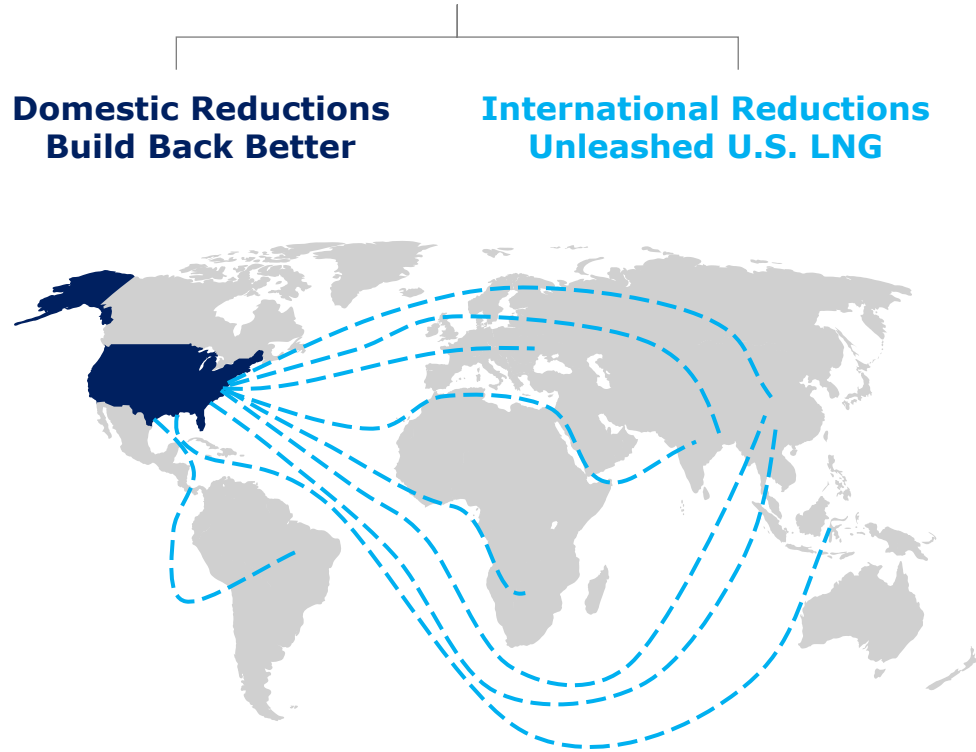 Domestic Reductions
Build Back Better
International Reductions
Unleashed U.S. LNG